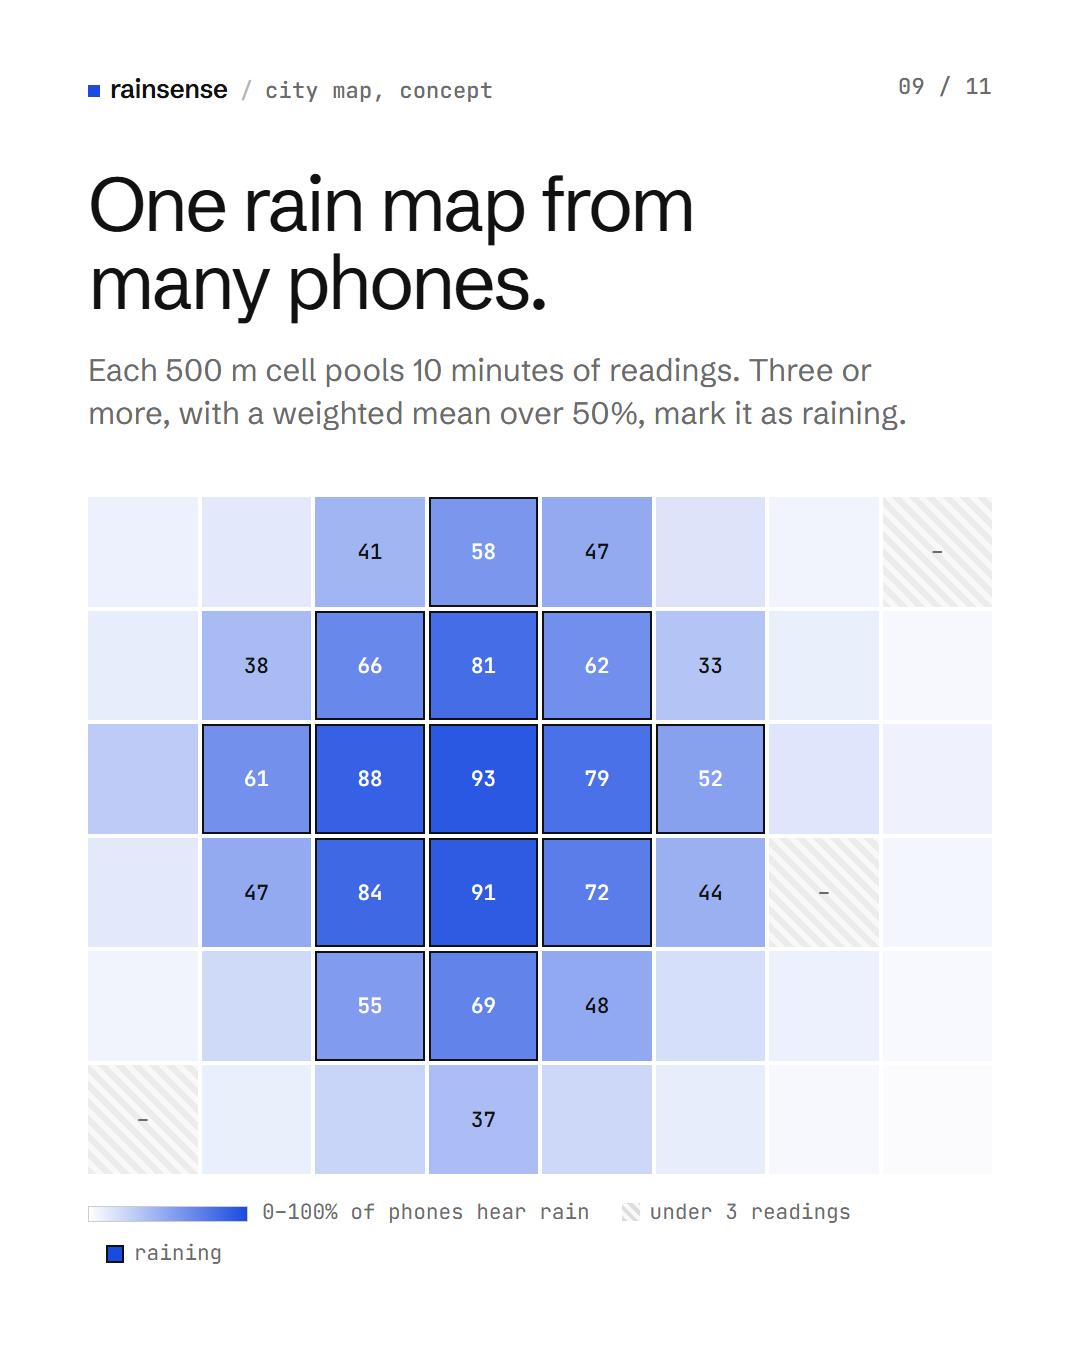 rainsense / city map, concept
09 / 11
One rain map from
many phones.
Each 500 m cell pools 10 minutes of readings. Three or
more, with a weighted mean over 50%, mark it as raining.
41 58 47 –
38 66 81 62 33
61 88 93 79 52
47 84 91 72 44 –
55 69 48
– 37
0–100% of phones hear rain under 3 readings
raining